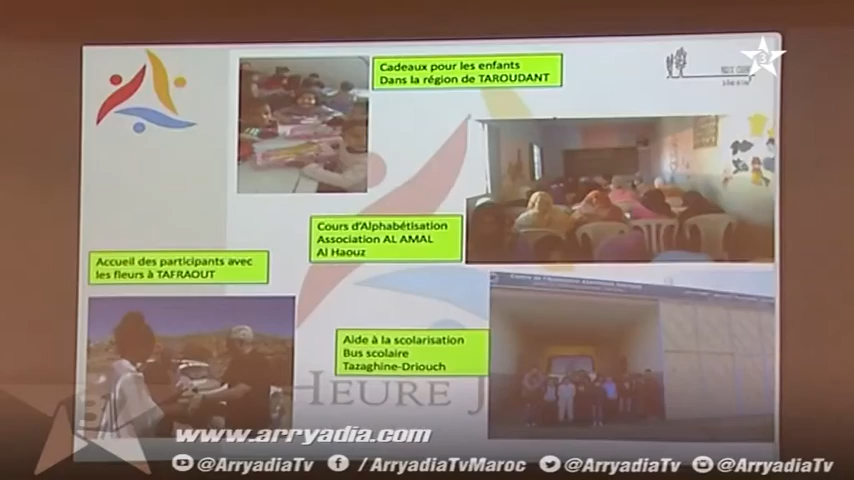 Cadeaux pour les enfants
Dans la région de TAROUDANT
3
Cours d'Alphabétisation
Association AL AMAL
Al Haouz
Accueil des participants avec
les fleurs à TAFRAOUT
Aide à la scolarisation
Bus scolaire
Tazaghine-Driouch
HEURE J
www.arryadia.com
@ArryadiaTv /ArryadiaTvMaroc @ArryadiaTv @ArryadiaTv